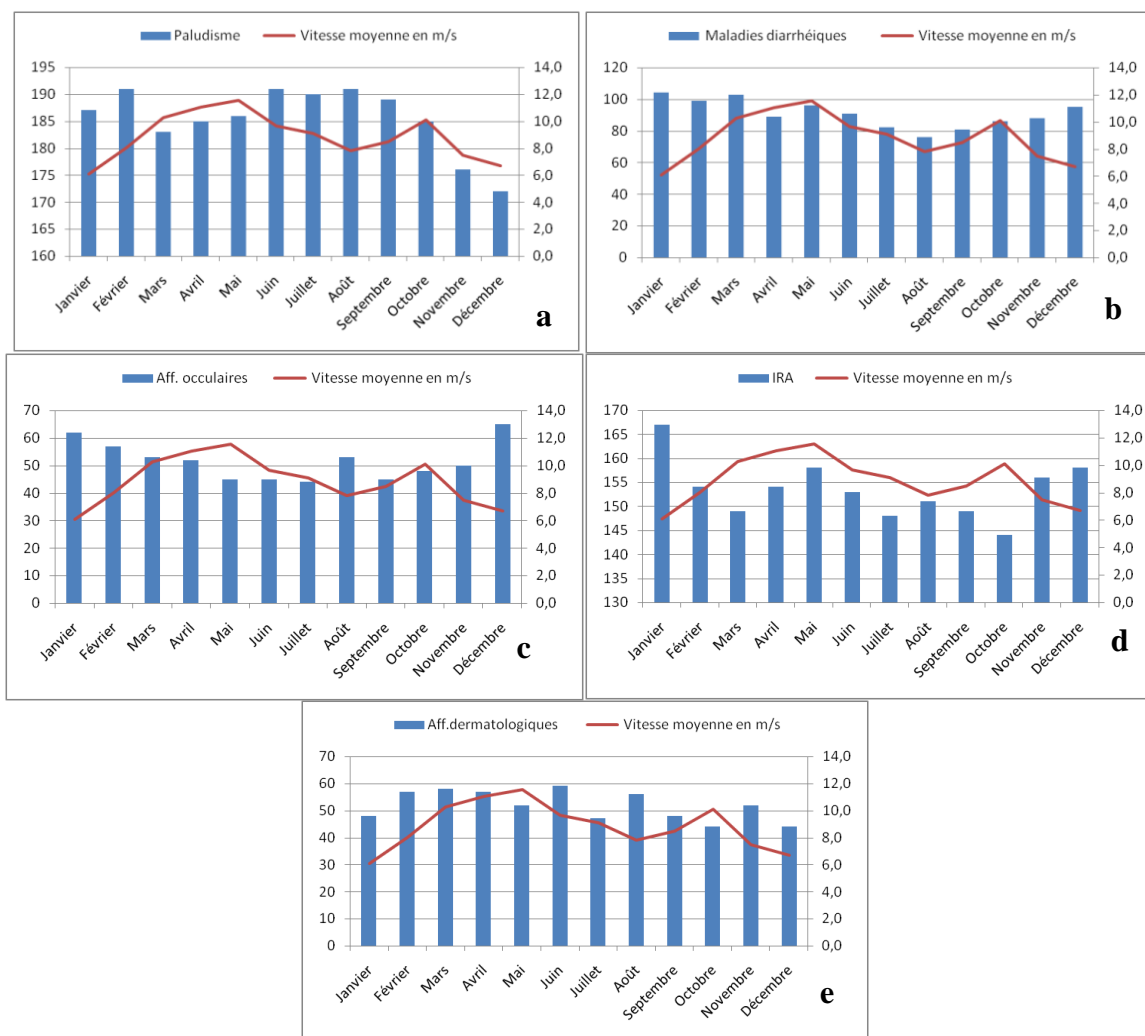 Paludisme Vitesse moyenne en m/s
195 14,0
190 12,0
185 10,0
180 8,0
175 6,0
170 4,0
165 2,0
160 0,0
Janvier Février Mars Avril Mai Juin Juillet Août Septembre Octobre Novembre Décembre
a
Maladies diarrhéiques Vitesse moyenne en m/s
120 14,0
100 12,0
80 10,0
60 8,0
40 6,0
20 4,0
0 2,0
0,0
Janvier Février Mars Avril Mai Juin Juillet Août Septembre Octobre Novembre Décembre
b
Aff. occulaires Vitesse moyenne en m/s
70 14,0
60 12,0
50 10,0
40 8,0
30 6,0
20 4,0
10 2,0
0 0,0
Janvier Février Mars Avril Mai Juin Juillet Août Septembre Octobre Novembre Décembre
c
IRA Vitesse moyenne en m/s
170 14,0
165 12,0
160 10,0
155 8,0
150 6,0
145 4,0
140 2,0
135 0,0
130
Janvier Février Mars Avril Mai Juin Juillet Août Septembre Octobre Novembre Décembre
d
Aff.dermatologiques Vitesse moyenne en m/s
70 14,0
60 12,0
50 10,0
40 8,0
30 6,0
20 4,0
10 2,0
0 0,0
Janvier Février Mars Avril Mai Juin Juillet Août Septembre Octobre Novembre Décembre
e